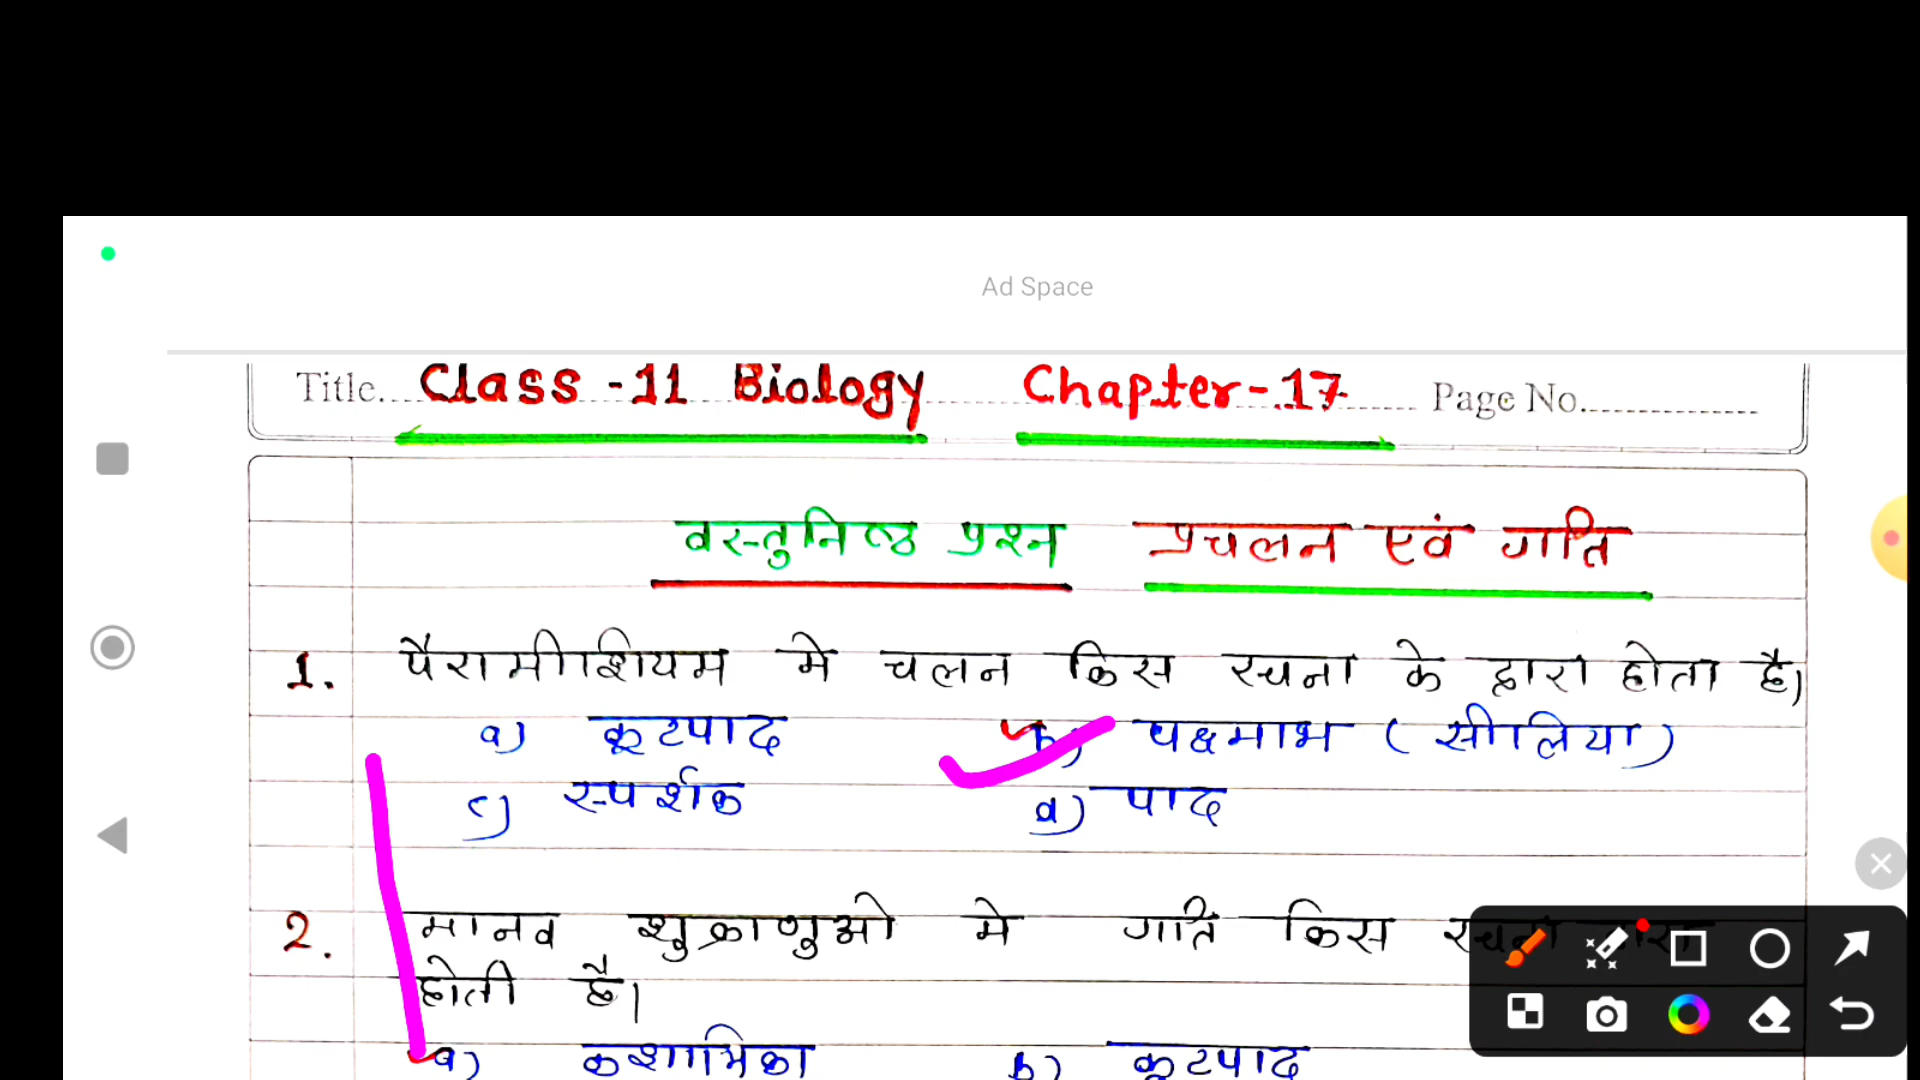 Ad Space
Title.... Class -11 Biology Chapter-17 Page No.
वस्तुनिष्ठ प्रश्न प्रचलन एवं गति
1. पैरामीशियम मे चलन किस रचना के द्वारा होता है।
a) कूटपाद b) पक्ष्माभ ( सीलिया )
c) स्पर्शक d) पाद
2. मानव शुक्राणुओ मे गति किस रचना द्वारा
होती है।
a) कशाभिका b) कूटपाद